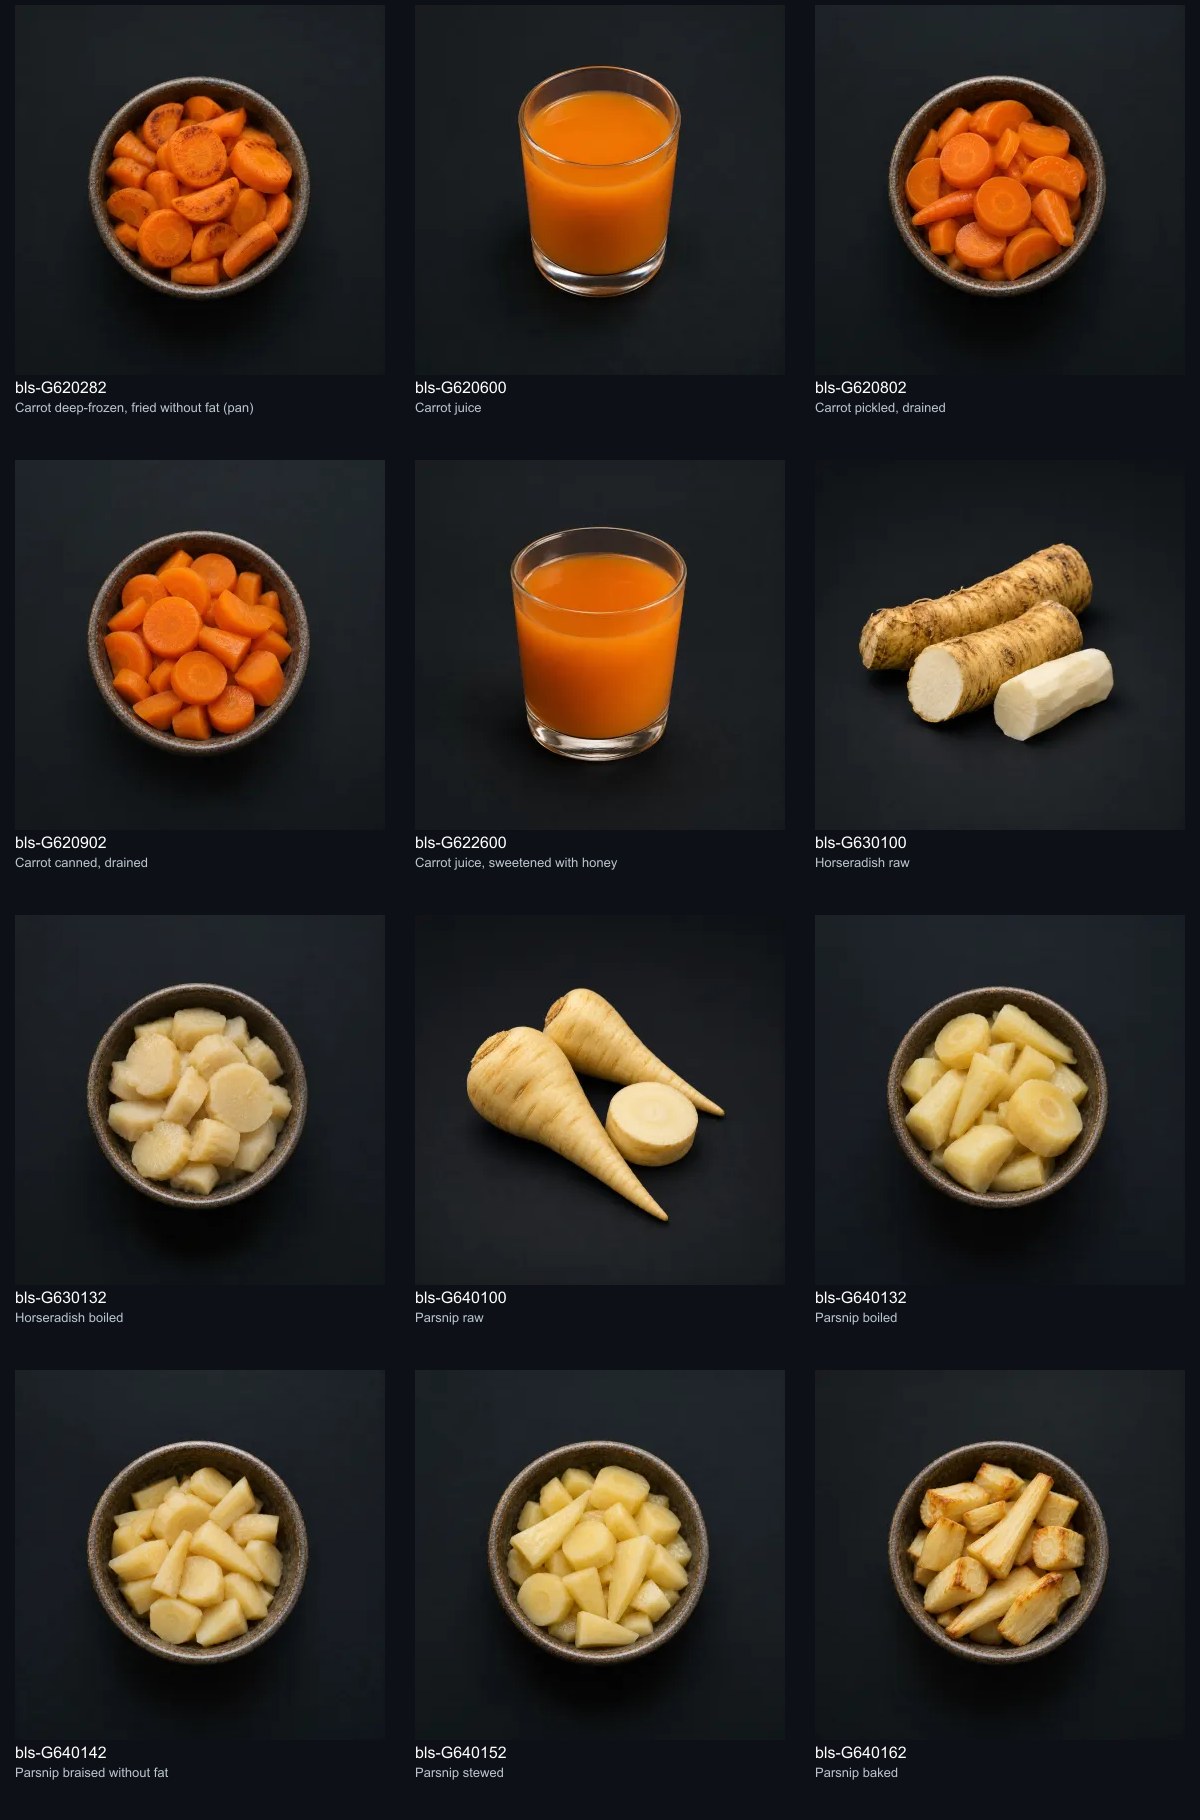 bls-G620282
Carrot deep-frozen, fried without fat (pan)
bls-G620600
Carrot juice
bls-G620802
Carrot pickled, drained
bls-G620902
Carrot canned, drained
bls-G622600
Carrot juice, sweetened with honey
bls-G630100
Horseradish raw
bls-G630132
Horseradish boiled
bls-G640100
Parsnip raw
bls-G640132
Parsnip boiled
bls-G640142
Parsnip braised without fat
bls-G640152
Parsnip stewed
bls-G640162
Parsnip baked